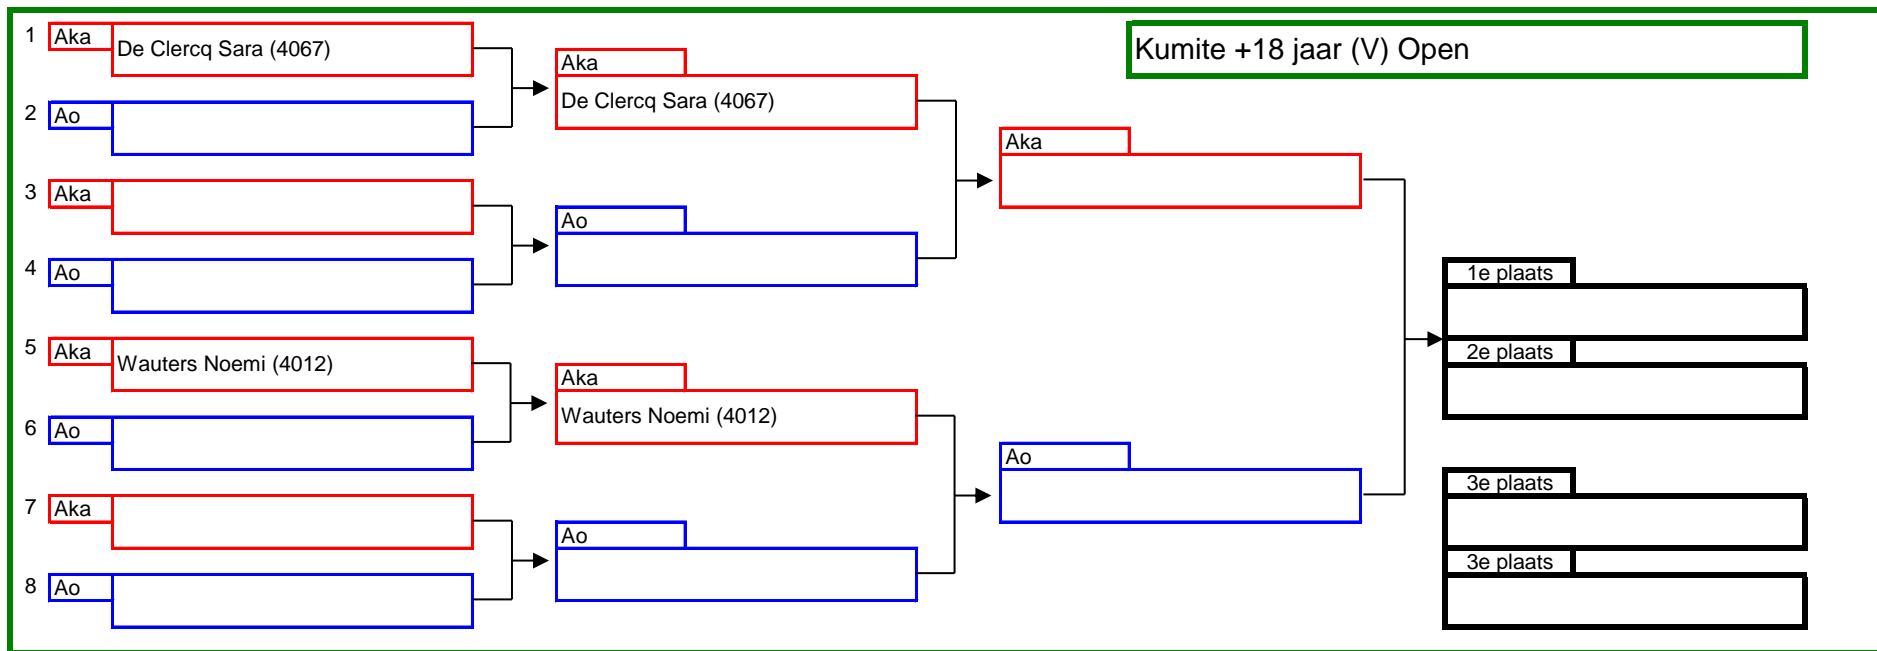 Kumite +18 jaar (V) Open
1 Aka
De Clercq Sara (4067)
2 Ao
3 Aka
4 Ao
5 Aka
Wauters Noemi (4012)
6 Ao
7 Aka
8 Ao
Aka
De Clercq Sara (4067)
Ao
Aka
Wauters Noemi (4012)
Ao
Aka
Ao
1e plaats
2e plaats
3e plaats
3e plaats